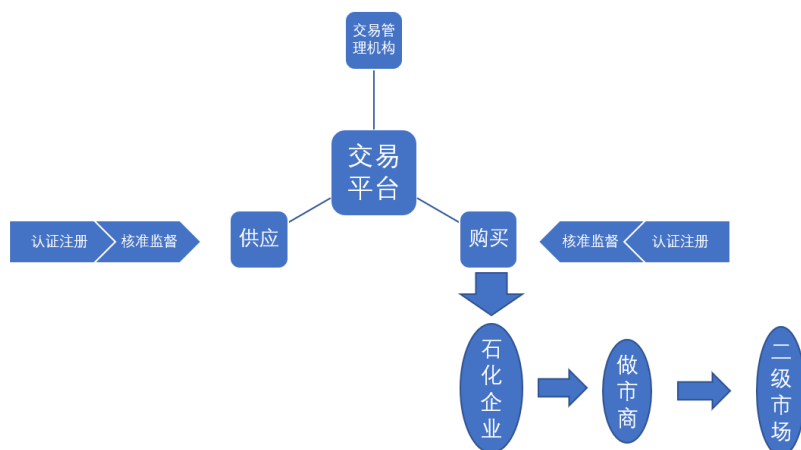 交易管
理机构
交易
平台
认证注册
核准监督
供应
购买
核准监督
认证注册
石
化
企
业
做
市
商
二
级
市
场